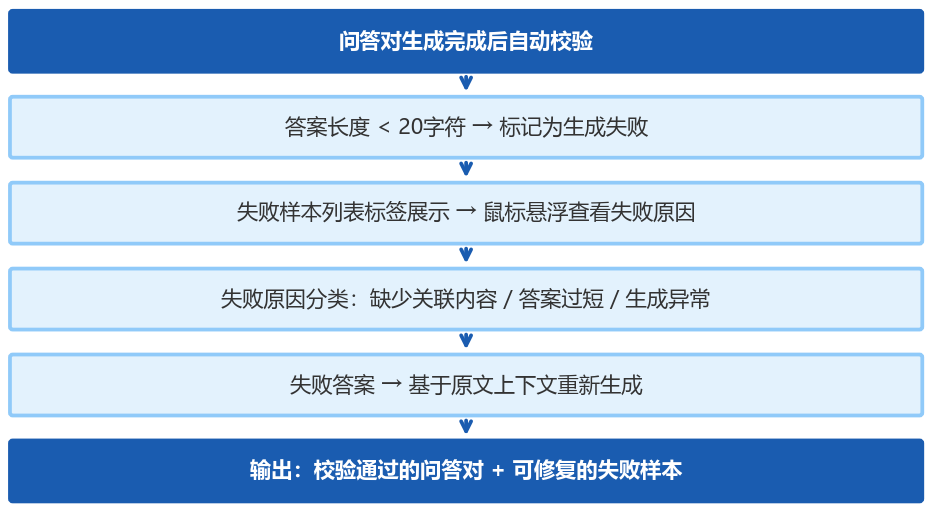 问答对生成完成后自动校验
答案长度 < 20字符 → 标记为生成失败
失败样本列表标签展示 → 鼠标悬浮查看失败原因
失败原因分类：缺少关联内容 / 答案过短 / 生成异常
失败答案 → 基于原文上下文重新生成
输出：校验通过的问答对 + 可修复的失败样本